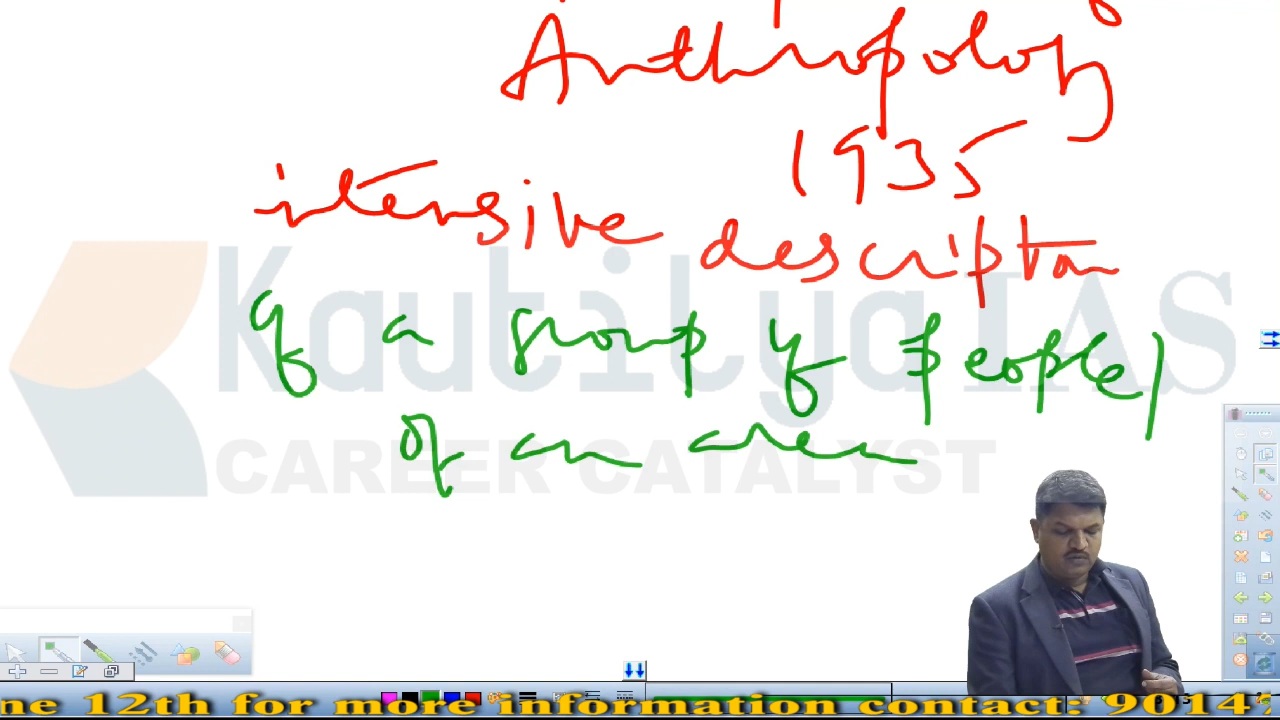 Anthropology
1935
intensive description
of a group of people/
of an area
Kautilya IAS
CAREER CATALYST
ne 12th for more information contact: 9014